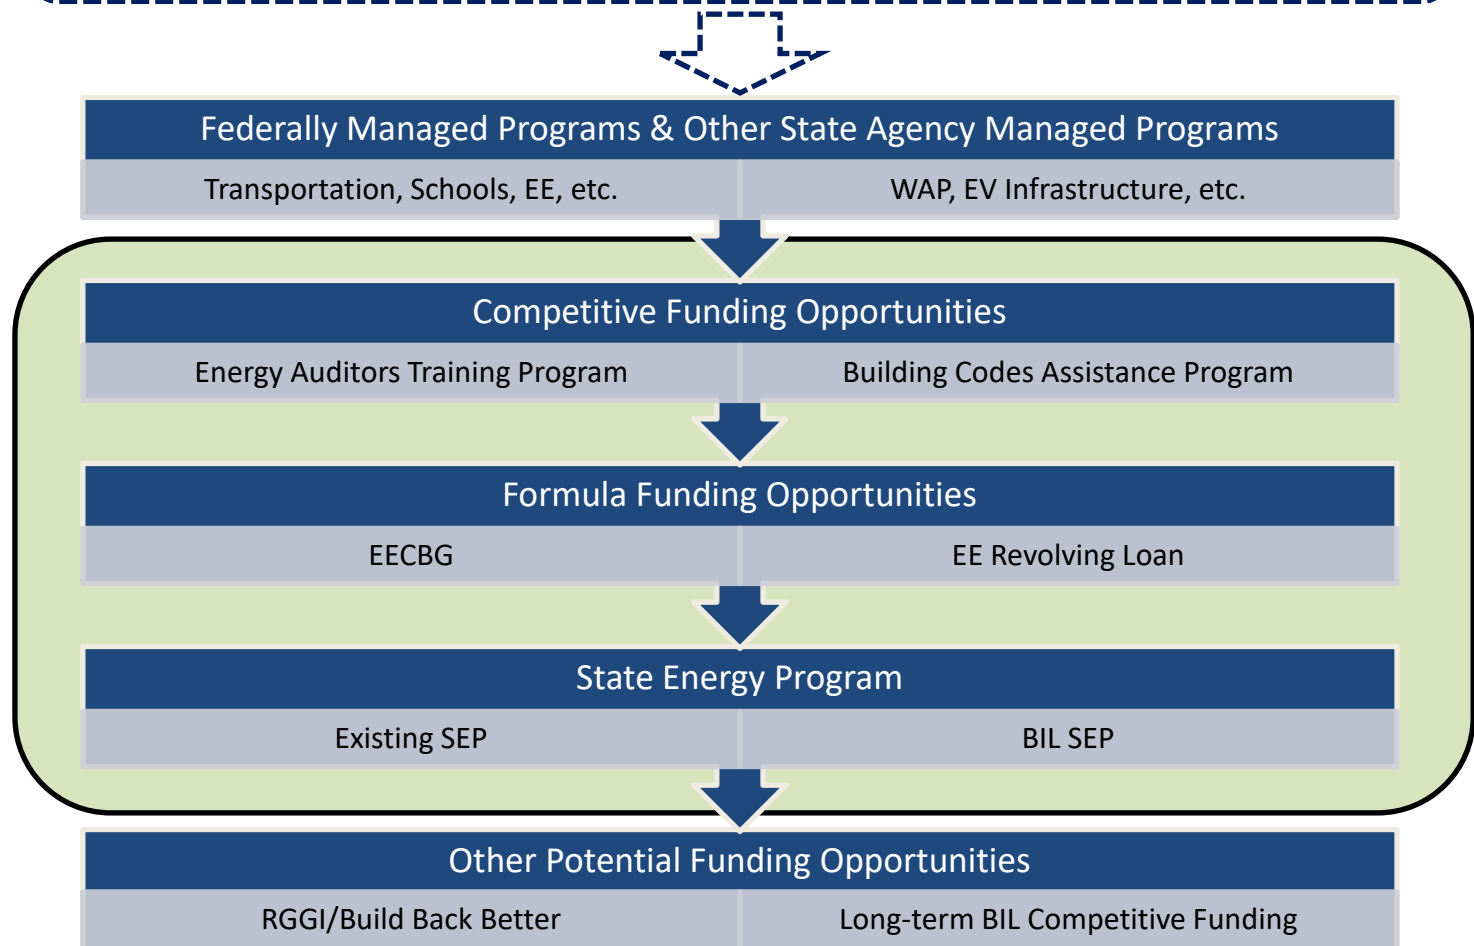 Federally Managed Programs & Other State Agency Managed Programs
Transportation, Schools, EE, etc.
WAP, EV Infrastructure, etc.
Competitive Funding Opportunities
Energy Auditors Training Program
Building Codes Assistance Program
Formula Funding Opportunities
EECBG
EE Revolving Loan
State Energy Program
Existing SEP
BIL SEP
Other Potential Funding Opportunities
RGGI/Build Back Better
Long-term BIL Competitive Funding